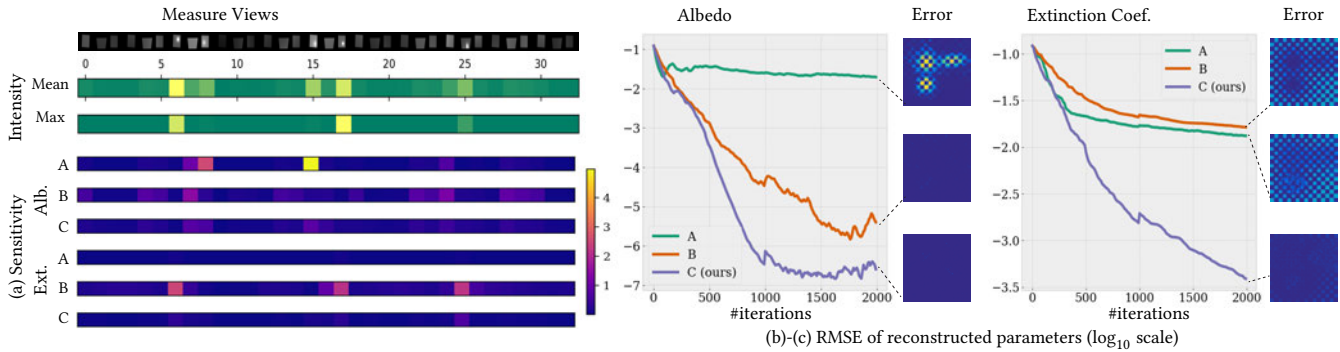 Measure Views
0 5 10 15 20 25 30
Intensity
Mean
Max
(a) Sensitivity
Alb.
A
B
C
Ext.
A
B
C
4
3
2
1
Albedo
Error
−1
−2
−3
−4
−5
−6
−7
A
B
C (ours)
0 500 1000 1500 2000
#iterations
Extinction Coef.
Error
−1.0
−1.5
−2.0
−2.5
−3.0
−3.5
A
B
C (ours)
0 500 1000 1500 2000
#iterations
(b)-(c) RMSE of reconstructed parameters (log10 scale)